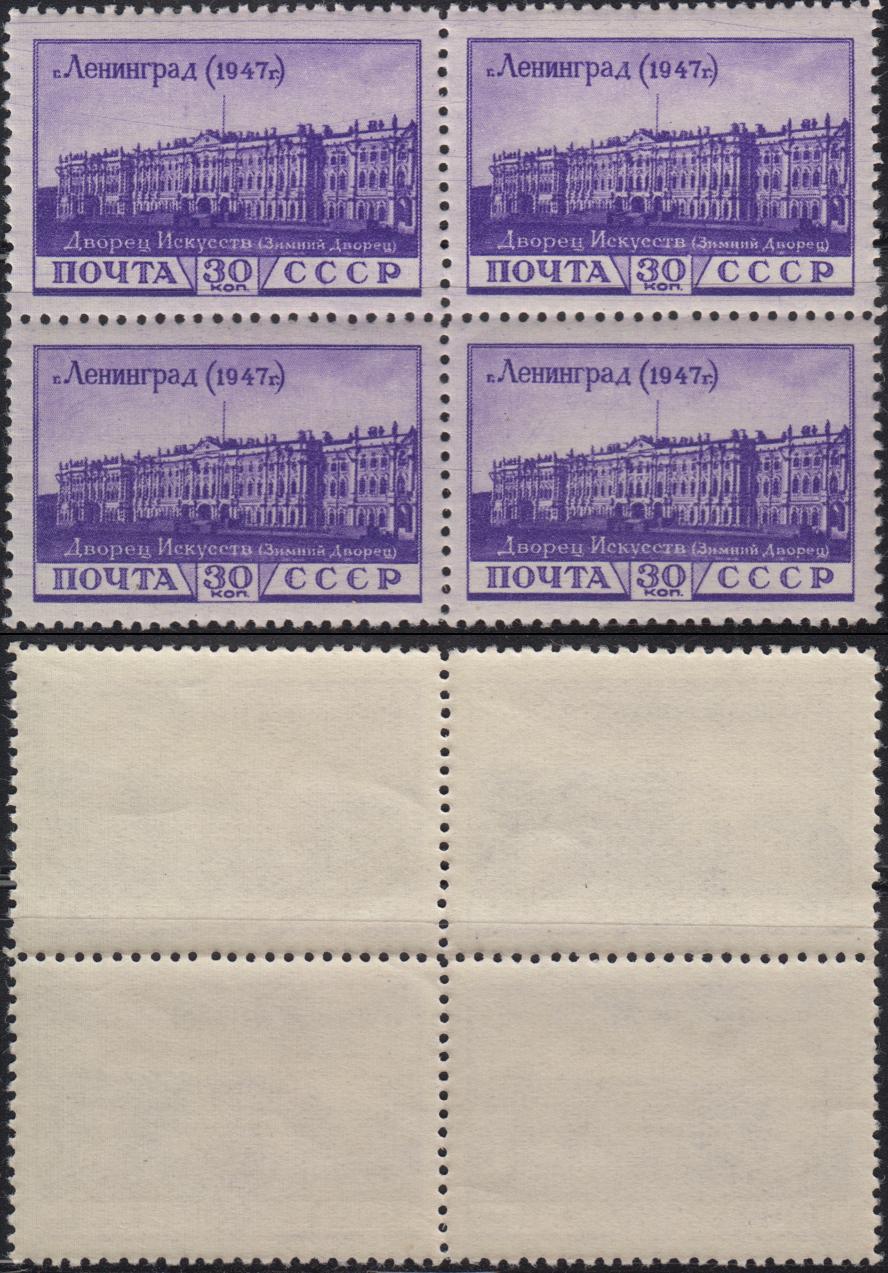 г. Ленинград (1947г.)
Дворец Искусств (Зимний Дворец)
ПОЧТА 30 КОП. СССР
г. Ленинград (1947г.)
Дворец Искусств (Зимний Дворец)
ПОЧТА 30 КОП. СССР
г. Ленинград (1947г.)
Дворец Искусств (Зимний Дворец)
ПОЧТА 30 КОП. СССР
г. Ленинград (1947г.)
Дворец Искусств (Зимний Дворец)
ПОЧТА 30 КОП. СССР